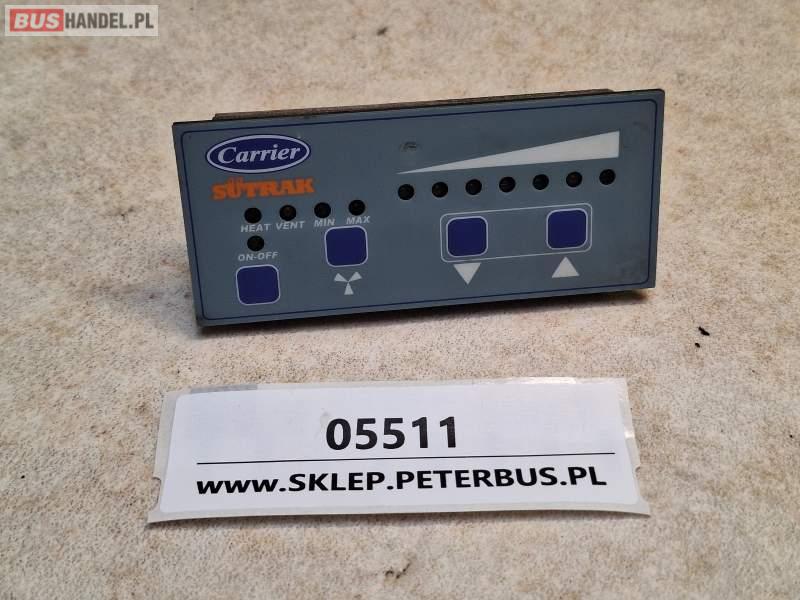 BUSHANDEL.PL
Carrier
SÜTRAK
HEAT VENT MIN MAX
ON-OFF
05511
WWW.SKLEP.PETERBUS.PL